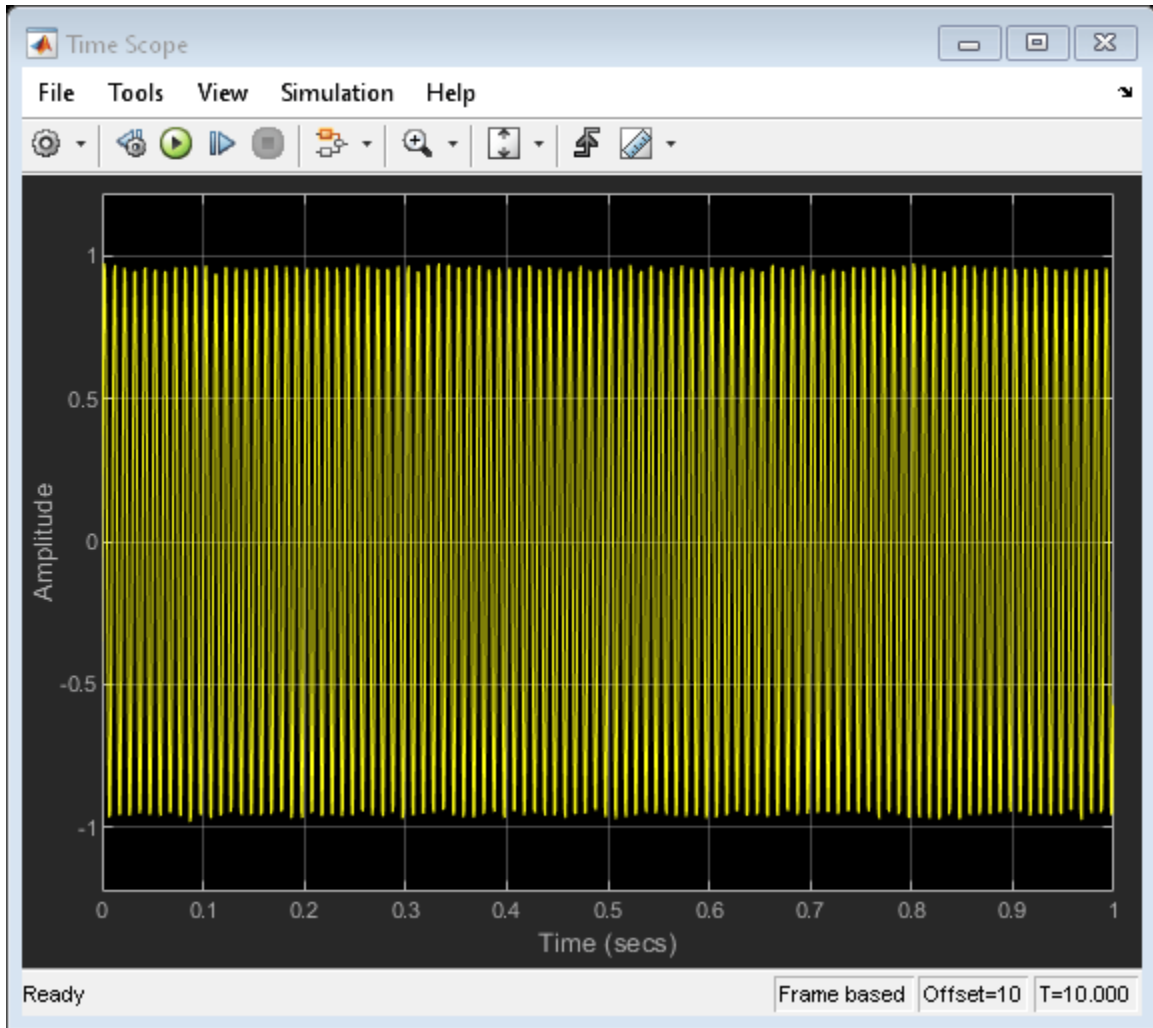 Time Scope
File Tools View Simulation Help
1
0.5
0
-0.5
-1
Amplitude
0 0.1 0.2 0.3 0.4 0.5 0.6 0.7 0.8 0.9 1
Time (secs)
Ready Frame based Offset=10 T=10.000